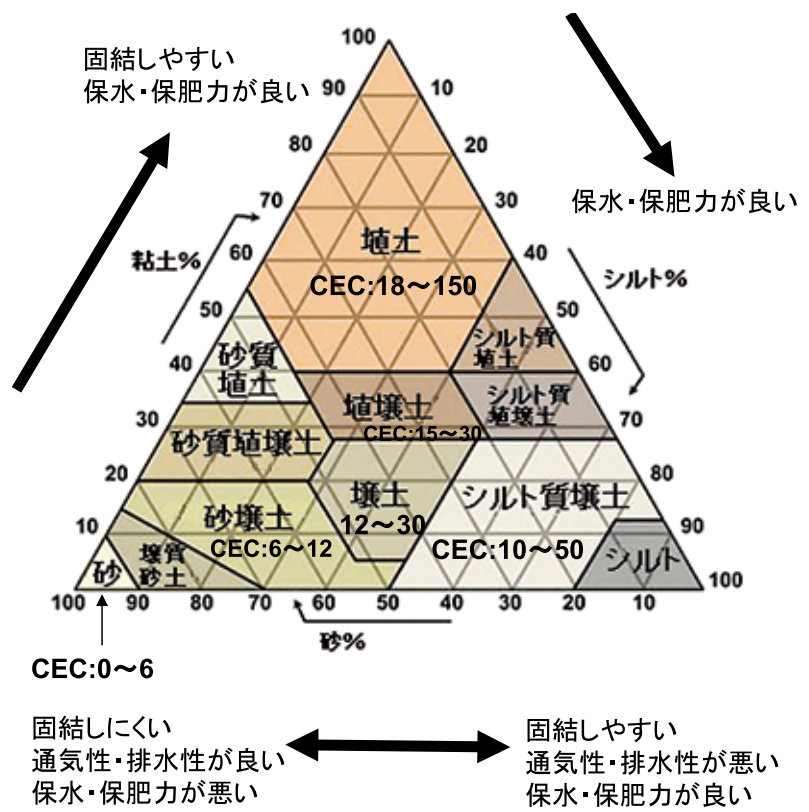 固結しやすい
保水・保肥力が良い
保水・保肥力が良い
粘土%
シルト%
砂%
100
90
80
70
60
50
40
30
20
10
10
20
30
40
50
60
70
80
90
100
100
90
80
70
60
50
40
30
20
10
埴土
CEC:18～150
シルト質
埴土
砂質
埴土
埴壌土
CEC:15～30
シルト質
埴壌土
砂質埴壌土
壌土
12～30
シルト質壌土
CEC:10～50
砂壌土
CEC:6～12
砂
壌質
砂土
シルト
CEC:0～6
固結しにくい
通気性・排水性が良い
保水・保肥力が悪い
固結しやすい
通気性・排水性が悪い
保水・保肥力が良い